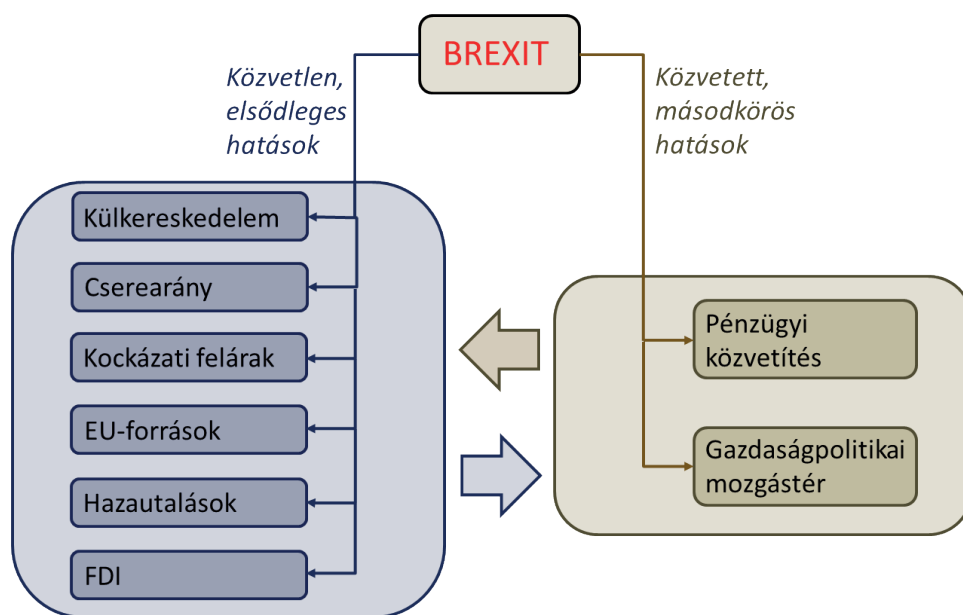 BREXIT
Közvetlen,
elsődleges
hatások
Közvetett,
másodkörös
hatások
Külkereskedelem
Cserearány
Kockázati felárak
EU-források
Hazautalások
FDI
Pénzügyi
közvetítés
Gazdaságpolitikai
mozgástér